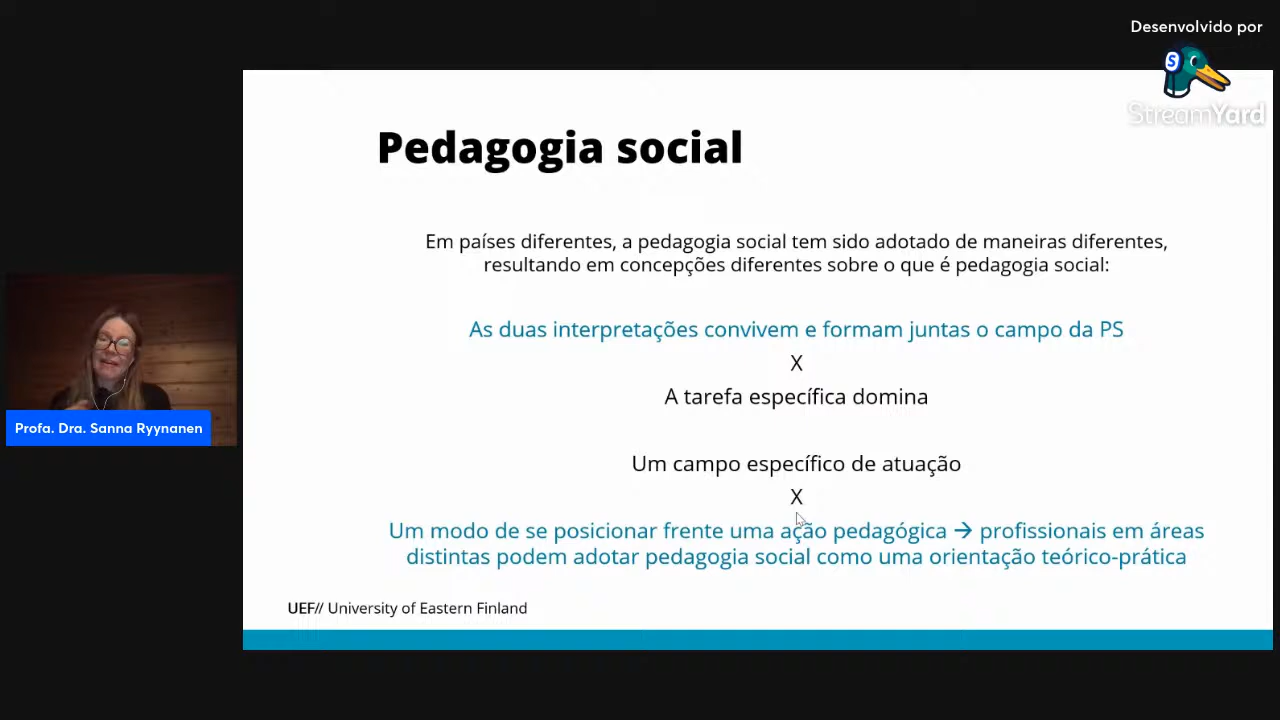 Desenvolvido por
StreamYard
Pedagogia social
Em países diferentes, a pedagogia social tem sido adotado de maneiras diferentes,
resultando em concepções diferentes sobre o que é pedagogia social:
As duas interpretações convivem e formam juntas o campo da PS
X
A tarefa específica domina
Um campo específico de atuação
X
Um modo de se posicionar frente uma ação pedagógica → profissionais em áreas
distintas podem adotar pedagogia social como uma orientação teórico-prática
Profa. Dra. Sanna Ryynanen
UEF// University of Eastern Finland